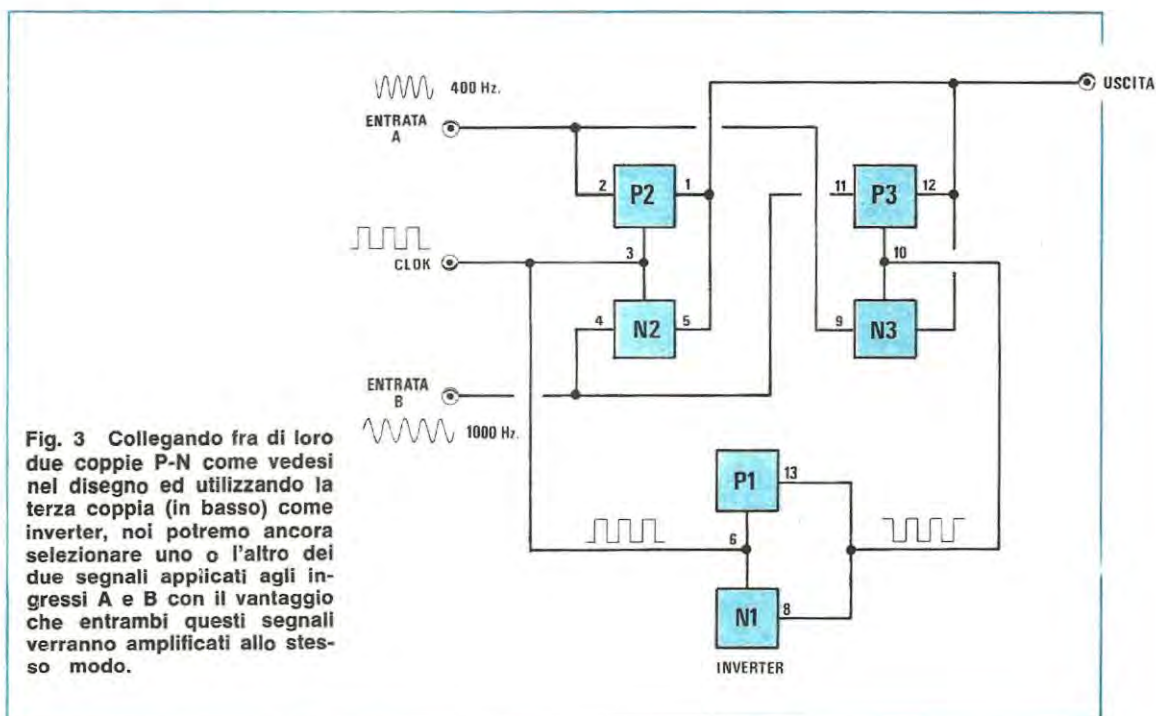 400 Hz.
USCITA
ENTRATA
A
2
P2
1
11
P3
12
CLOK
3
10
4
N2
5
9
N3
ENTRATA
B
1000 Hz.
P1
13
6
N1
8
INVERTER
Fig. 3 Collegando fra di loro
due coppie P-N come vedesi
nel disegno ed utilizzando la
terza coppia (in basso) come
inverter, noi potremo ancora
selezionare uno o l'altro dei
due segnali applicati agli in-
gressi A e B con il vantaggio
che entrambi questi segnali
verranno amplificati allo stes-
so modo.